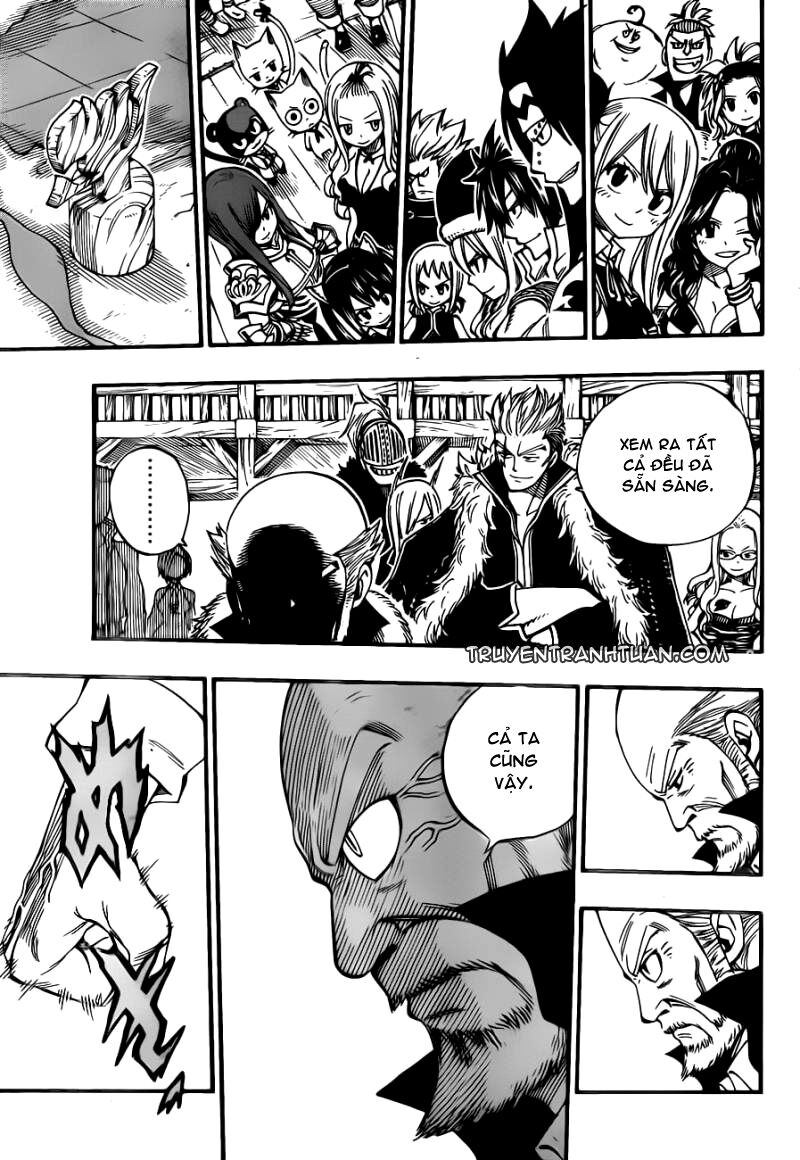 XEM RA TẤT
CẢ ĐỀU ĐÃ
SẴN SÀNG.
.........
TRUYENTRANHTUAN.COM
CẢ TA
CŨNG
VẬY.